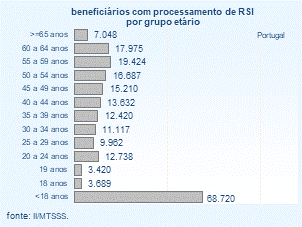 beneficiários com processamento de RSI
por grupo etário
Portugal
>=65 anos 7.048
60 a 64 anos 17.975
55 a 59 anos 19.424
50 a 54 anos 16.687
45 a 49 anos 15.210
40 a 44 anos 13.632
35 a 39 anos 12.420
30 a 34 anos 11.117
25 a 29 anos 9.962
20 a 24 anos 12.738
19 anos 3.420
18 anos 3.689
<18 anos 68.720
fonte: II/MTSSS.